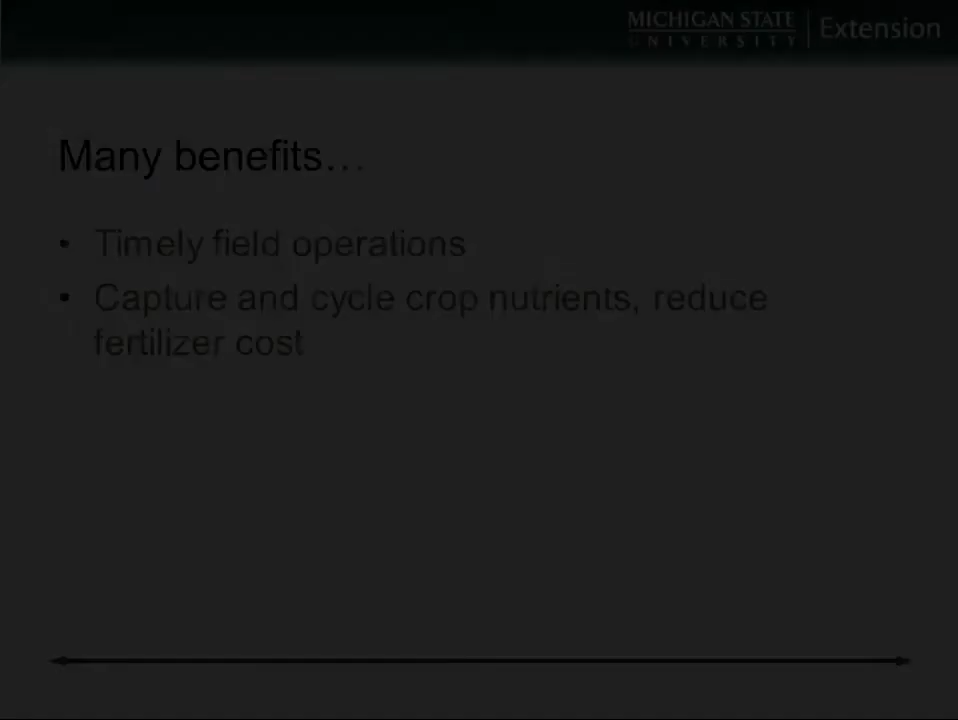 MICHIGAN STATE
UNIVERSITY
Extension
Many benefits…
• Timely field operations
• Capture and cycle crop nutrients, reduce
fertilizer cost